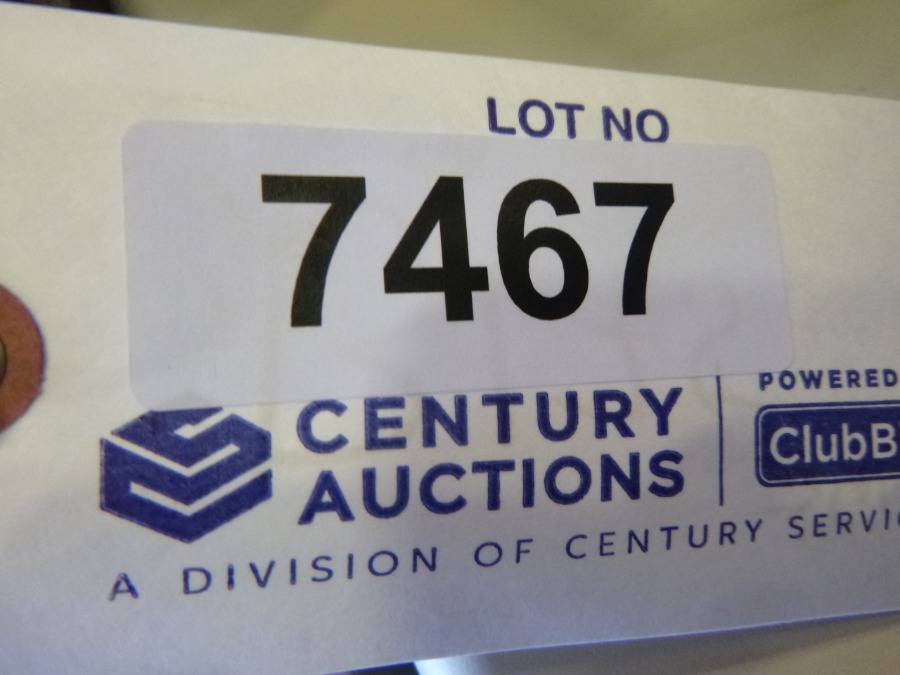 LOT NO
7467
CENTURY
AUCTIONS
POWERED
A DIVISION OF CENTURY